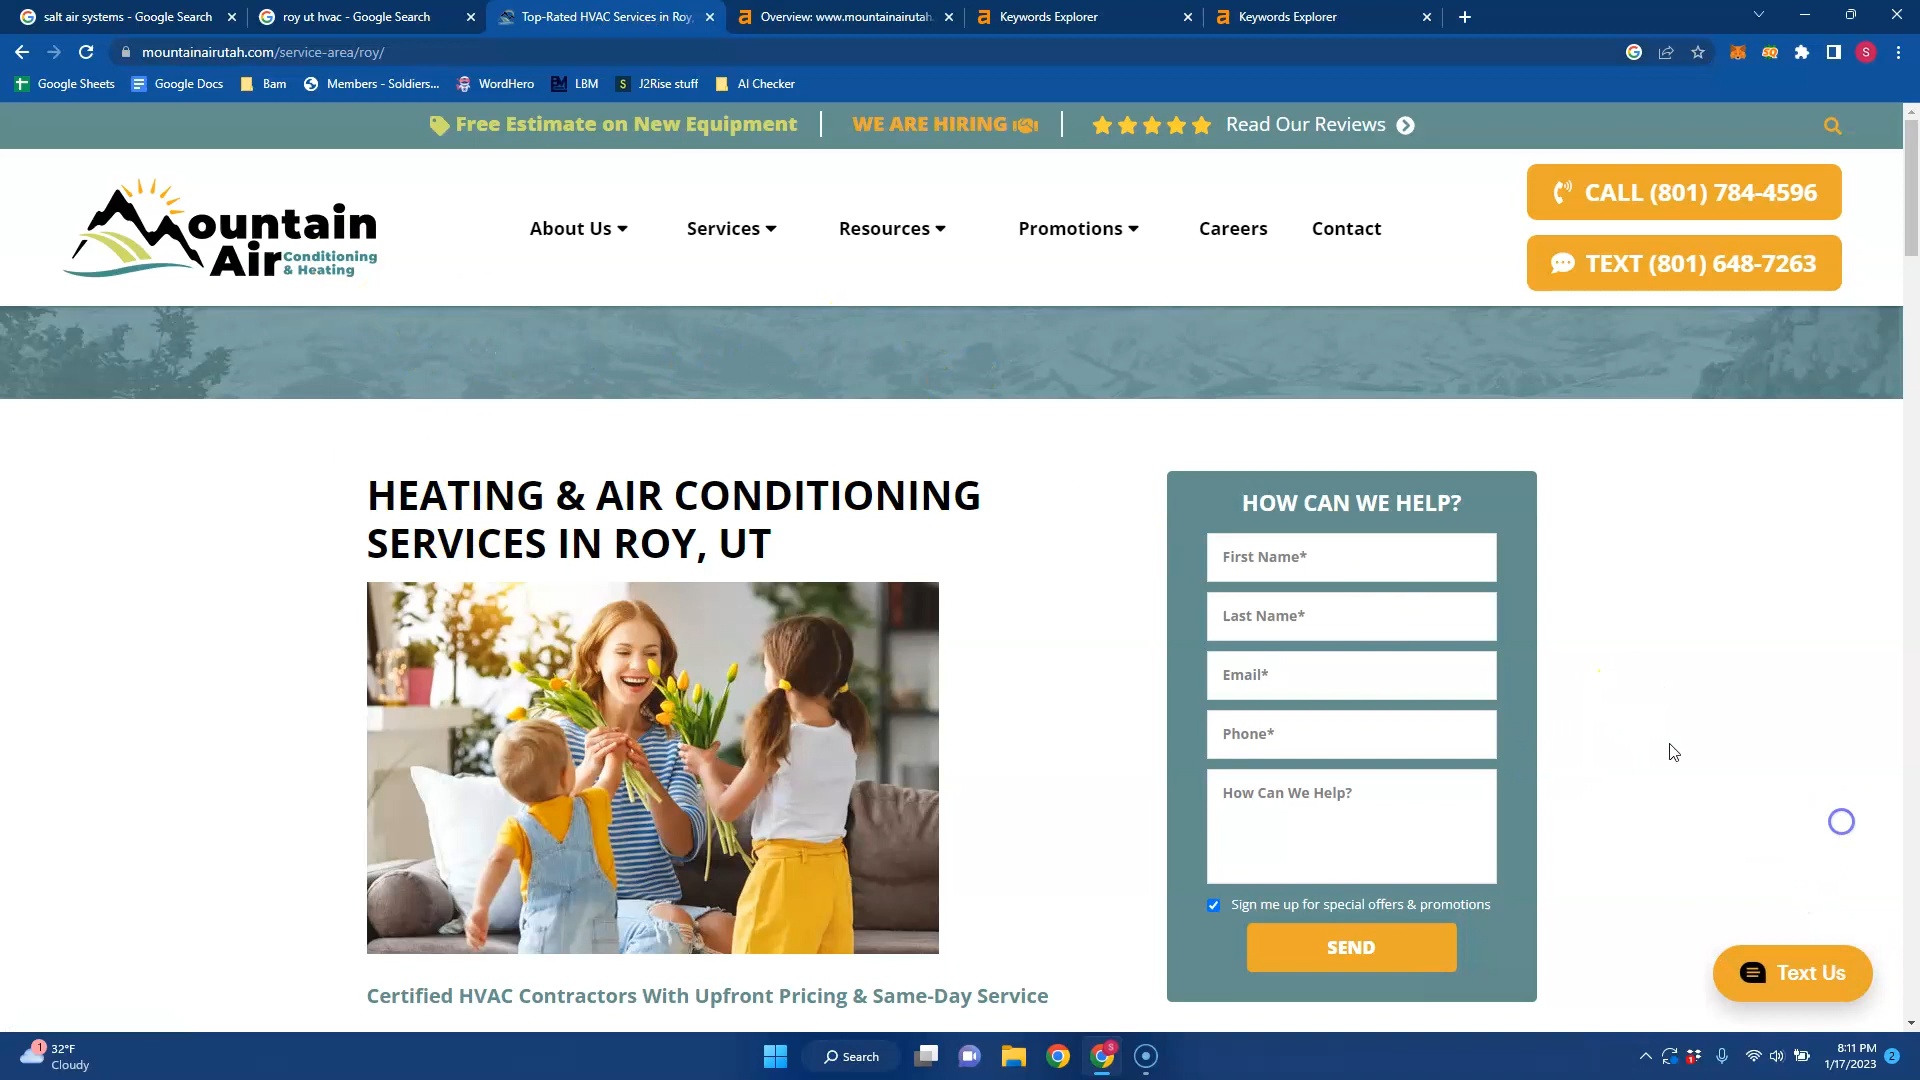 salt air systems - Google Search
roy ut hvac - Google Search
Top-Rated HVAC Services in Roy,
Overview: www.mountainairutah.
Keywords Explorer
Keywords Explorer
mountainairutah.com/service-area/roy/
S
Google Sheets
Google Docs
Bam
Members - Soldiers...
WordHero
LBM
S
J2Rise stuff
AI Checker
Free Estimate on New Equipment
WE ARE HIRING
Read Our Reviews
Mountain
Air Conditioning
& Heating
About Us
Services
Resources
Promotions
Careers
Contact
CALL (801) 784-4596
TEXT (801) 648-7263
HEATING & AIR CONDITIONING
SERVICES IN ROY, UT
Certified HVAC Contractors With Upfront Pricing & Same-Day Service
HOW CAN WE HELP?
First Name*
Last Name*
Email*
Phone*
How Can We Help?
Sign me up for special offers & promotions
SEND
Text Us
1
32°F
Cloudy
Search
S
1
8:11 PM
1/17/2023
2